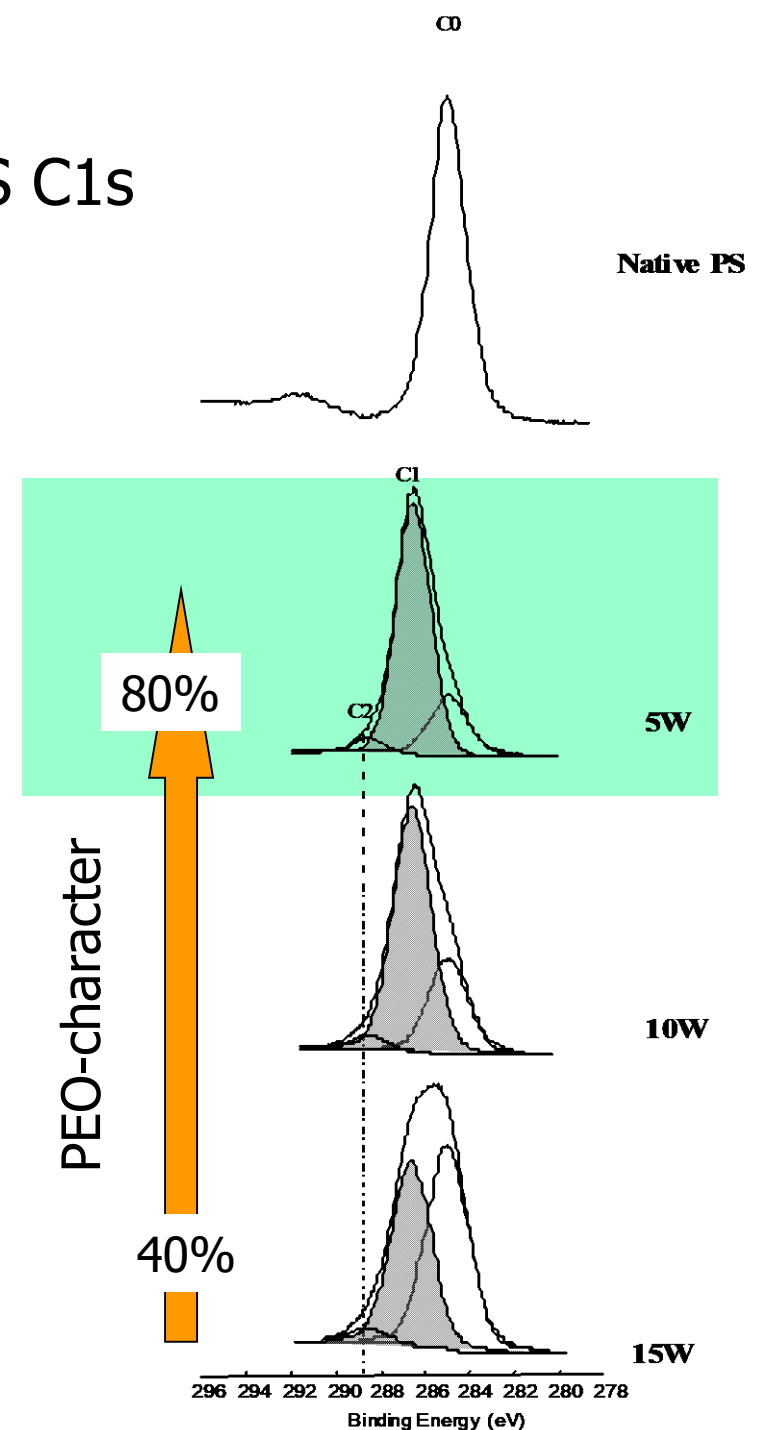 C0
S C1s
Native PS
C1
80%
C2
5W
PEO-character
10W
40%
15W
296 294 292 290 288 286 284 282 280 278
Binding Energy (eV)